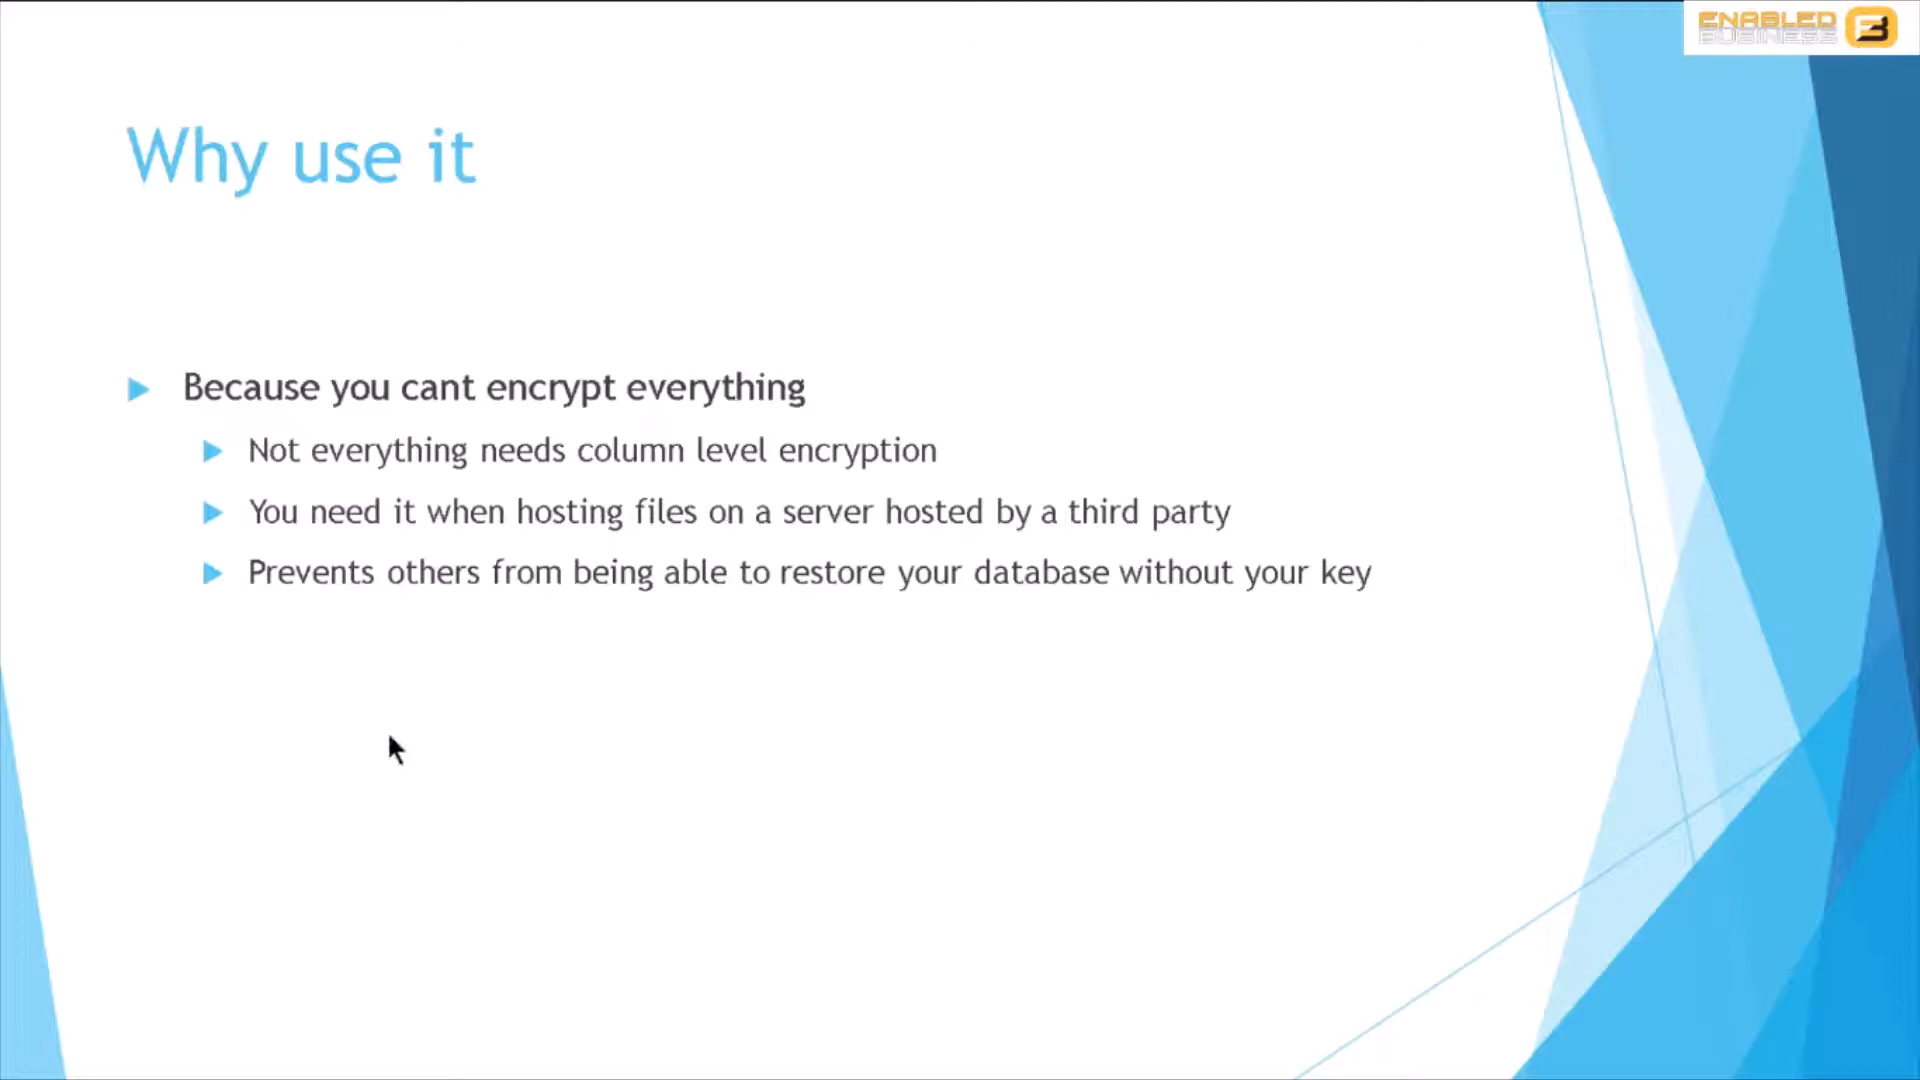 ENABLED
BUSINESS
Why use it
Because you cant encrypt everything
Not everything needs column level encryption
You need it when hosting files on a server hosted by a third party
Prevents others from being able to restore your database without your key